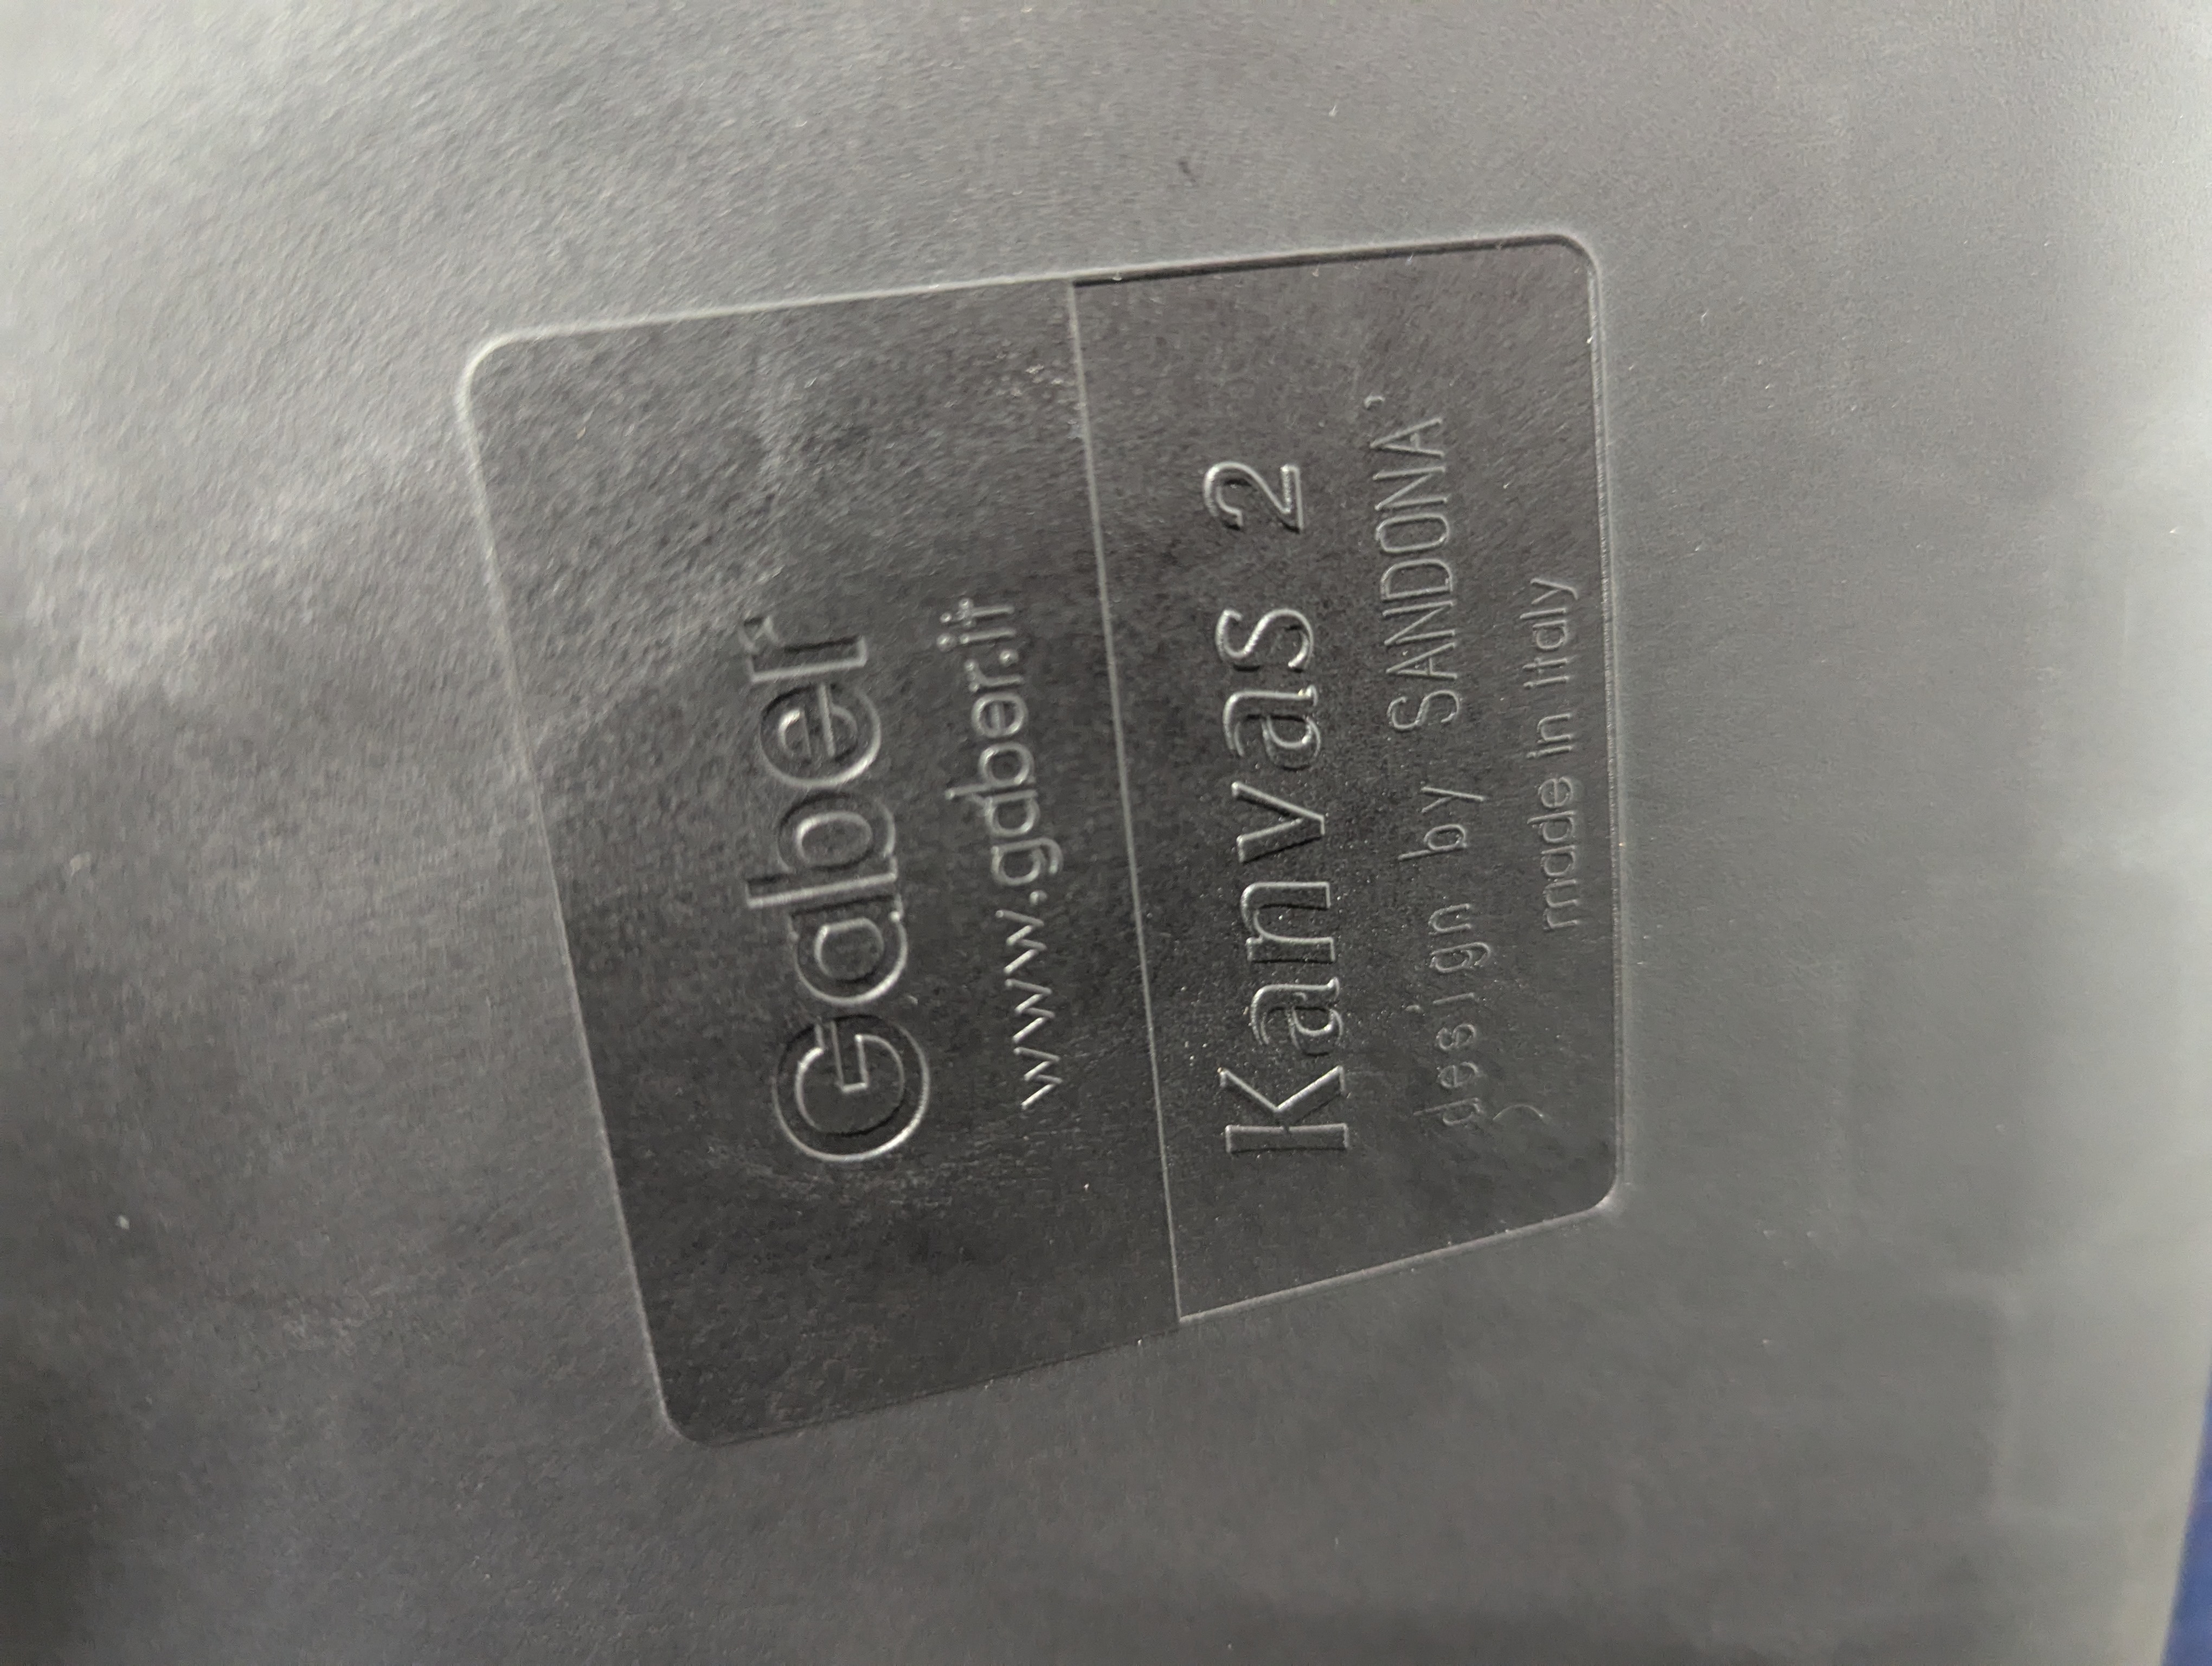 Gaber
www.gaber.it
Kanvas 2
design by SANDONA'
made in italy